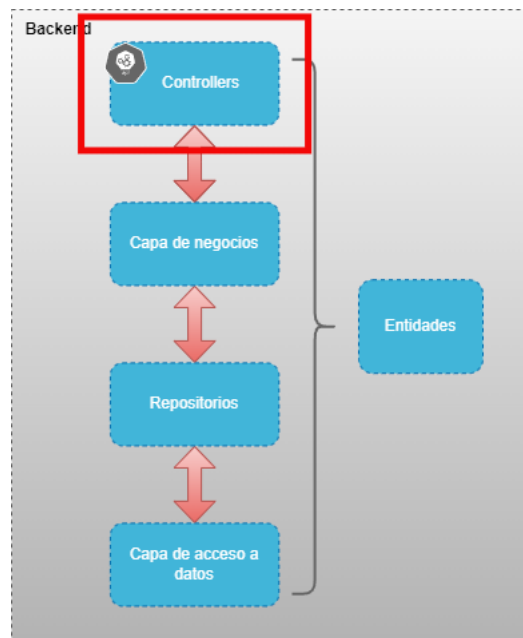 Backend
Controllers
Capa de negocios
Entidades
Repositorios
Capa de acceso a
datos